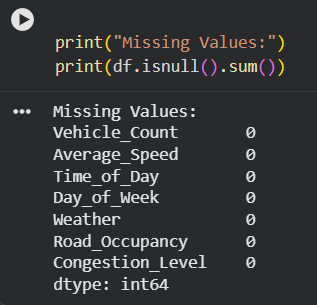 print("Missing Values:")
print(df.isnull().sum())
Missing Values:
Vehicle_Count 0
Average_Speed 0
Time_of_Day 0
Day_of_Week 0
Weather 0
Road_Occupancy 0
Congestion_Level 0
dtype: int64